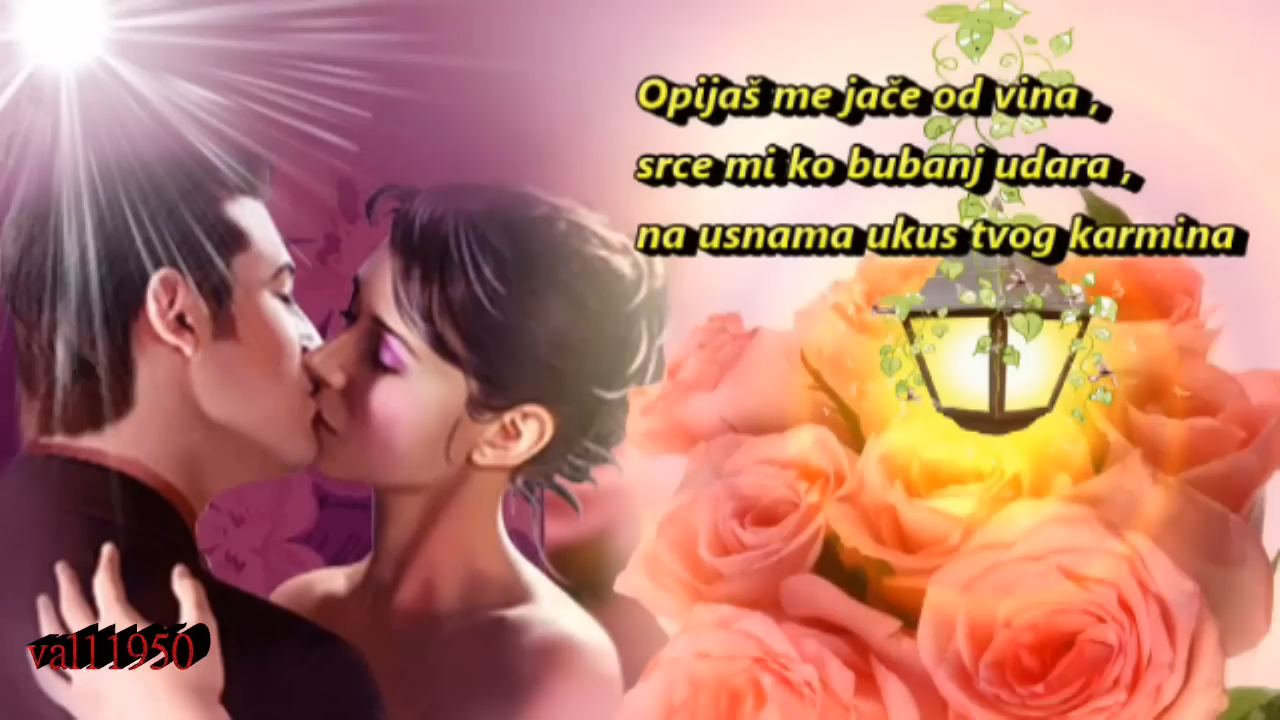 Opijaš me jače od vina ,
srce mi ko bubanj udara ,
na usnama ukus tvog karmina
val11950